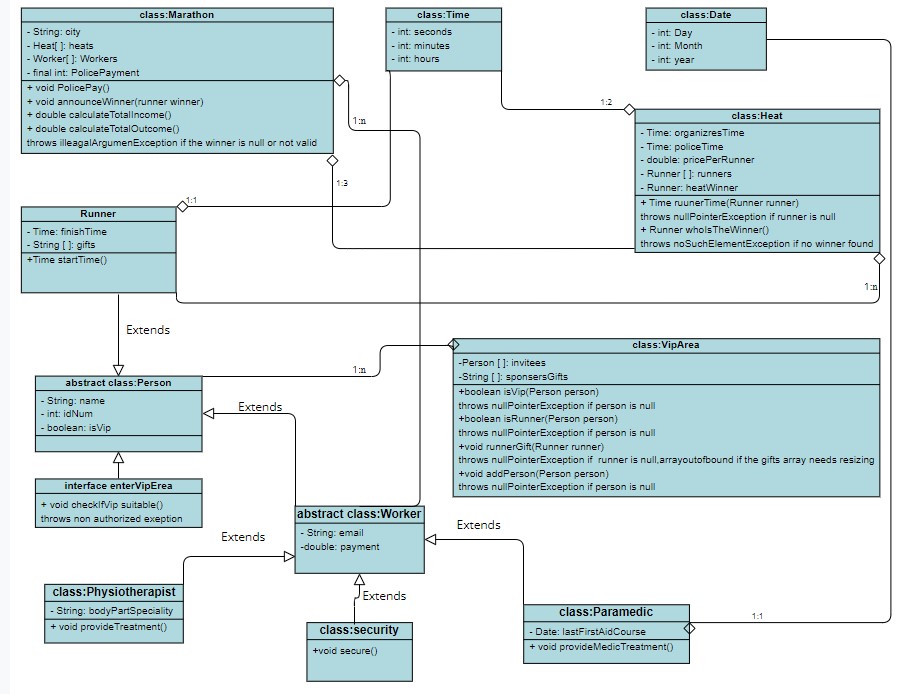 class:Marathon
- String: city
- Heat[ ]: heats
- Worker[ ]: Workers
- final int: PolicePayment
+ void PolicePay()
+ void announceWinner(runner winner)
+ double calculateTotalIncome()
+ double calculateTotalOutcome()
throws illeagalArgumenException if the winner is null or not valid
class:Time
- int: seconds
- int: minutes
- int: hours
class:Date
- int: Day
- int: Month
- int: year
1:2
1:n
class:Heat
- Time: organizresTime
- Time: policeTime
- double: pricePerRunner
- Runner [ ]: runners
- Runner: heatWinner
+ Time ruunerTime(Runner runner)
throws nullPointerException if runner is null
+ Runner whoIsTheWinner()
throws noSuchElementException if no winner found
1:3
1:1
Runner
- Time: finishTime
- String [ ]: gifts
+Time startTime()
1:n
Extends
class:VipArea
-Person [ ]: invitees
-String [ ]: sponsersGifts
+boolean isVip(Person person)
throws nullPointerException if person is null
+boolean isRunner(Person person)
throws nullPointerException if person is null
+void runnerGift(Runner runner)
throws nullPointerException if  runner is null,arrayoutofbound if the gifts array needs resizing
+void addPerson(Person person)
throws nullPointerException if person is null
1:n
abstract class:Person
- String: name
- int: idNum
- boolean: isVip
Extends
interface enterVipErea
+ void checkIfVip suitable()
throws non authorized exeption
abstract class:Worker
- String: email
-double: payment
Extends
Extends
Extends
class:Physiotherapist
- String: bodyPartSpeciality
+ void provideTreatment()
class:security
+void secure()
class:Paramedic
- Date: lastFirstAidCourse
+ void provideMedicTreatment()
1:1